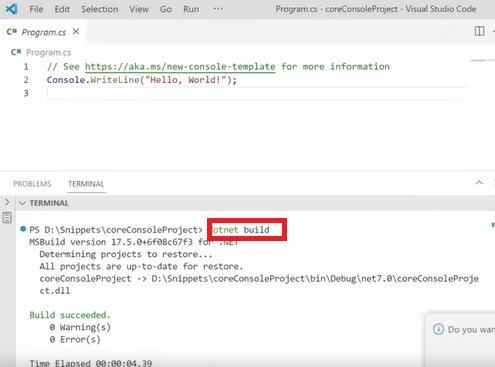 File Edit Selection View Go Run ... Program.cs - coreConsoleProject - Visual Studio Code
C# Program.cs X
C# Program.cs
1 // See https://aka.ms/new-console-template for more information
2 Console.WriteLine("Hello, World!");
3
PROBLEMS TERMINAL
TERMINAL
PS D:\Snippets\coreConsoleProject> dotnet build
MSBuild version 17.5.0+6f08c67f3 for .NET
Determining projects to restore...
All projects are up-to-date for restore.
coreConsoleProject -> D:\Snippets\coreConsoleProject\bin\Debug\net7.0\coreConsoleProje
ct.dll
Build succeeded.
0 Warning(s)
0 Error(s)
Do you wan
Time Elapsed 00:00:04.39